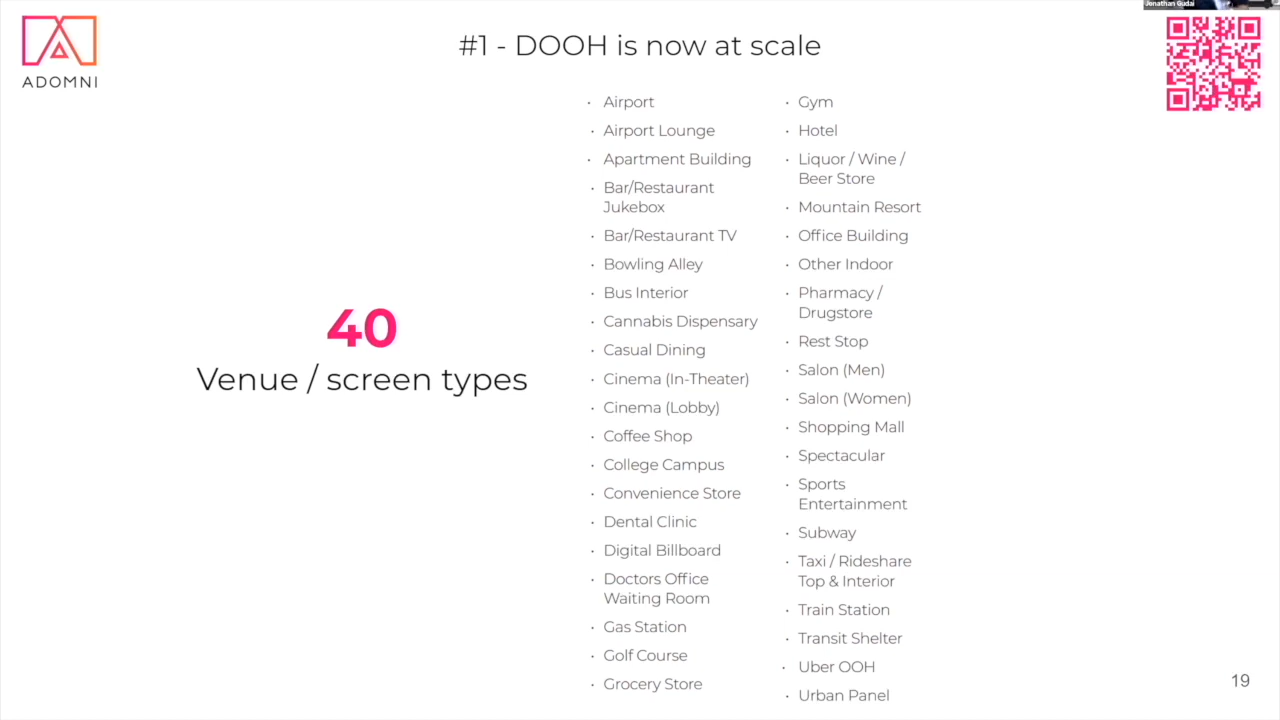 Jonathan Gudai
ADOMNI
#1 - DOOH is now at scale
40
Venue / screen types
• Airport
• Airport Lounge
• Apartment Building
• Bar/Restaurant
Jukebox
• Bar/Restaurant TV
• Bowling Alley
• Bus Interior
• Cannabis Dispensary
• Casual Dining
• Cinema (In-Theater)
• Cinema (Lobby)
• Coffee Shop
• College Campus
• Convenience Store
• Dental Clinic
• Digital Billboard
• Doctors Office
Waiting Room
• Gas Station
• Golf Course
• Grocery Store
• Gym
• Hotel
• Liquor / Wine /
Beer Store
• Mountain Resort
• Office Building
• Other Indoor
• Pharmacy /
Drugstore
• Rest Stop
• Salon (Men)
• Salon (Women)
• Shopping Mall
• Spectacular
• Sports
Entertainment
• Subway
• Taxi / Rideshare
Top & Interior
• Train Station
• Transit Shelter
• Uber OOH
• Urban Panel
19